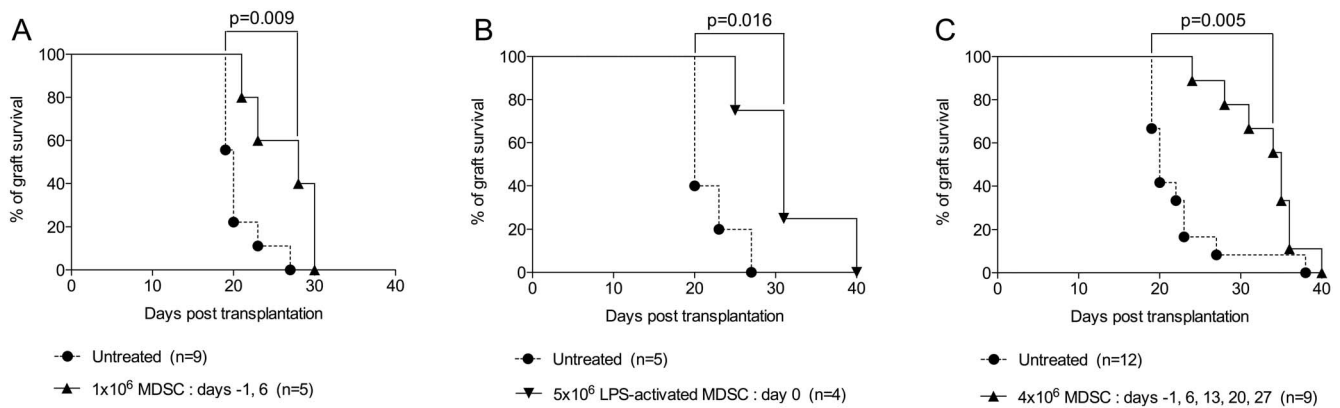 A
p=0.009
100
80
60
40
20
0
% of graft survival
0 10 20 30 40
Days post transplantation
Untreated (n=9)
1x10⁶ MDSC : days -1, 6 (n=5)
B
p=0.016
100
80
60
40
20
0
% of graft survival
0 10 20 30 40
Days post transplantation
Untreated (n=5)
5x10⁶ LPS-activated MDSC : day 0 (n=4)
C
p=0.005
100
80
60
40
20
0
% of graft survival
0 10 20 30 40
Days post transplantation
Untreated (n=12)
4x10⁶ MDSC : days -1, 6, 13, 20, 27 (n=9)